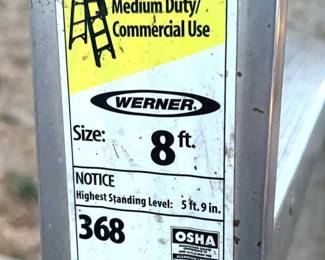 Medium Duty/
Commercial Use
WERNER.
Size: 8 ft.
NOTICE
Highest Standing Level: 5 ft. 9 in.
368
OSHA